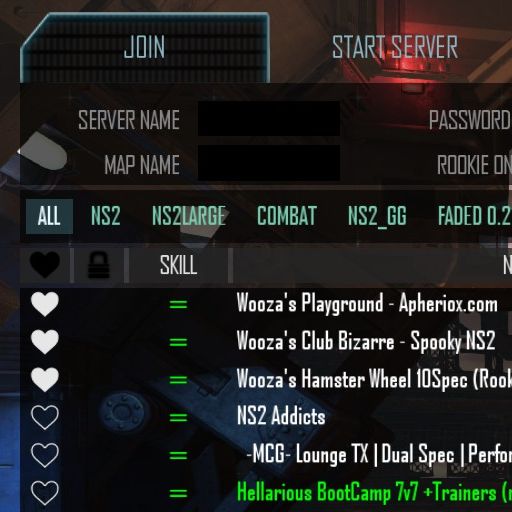 JOIN START SERVER
SERVER NAME PASSWORD
MAP NAME ROOKIE ON
ALL NS2 NS2LARGE COMBAT NS2_GG FADED 0.2
SKILL N
= Wooza's Playground - Apheriox.com
= Wooza's Club Bizarre - Spooky NS2
= Wooza's Hamster Wheel 10Spec (Rook
= NS2 Addicts
= -MCG- Lounge TX | Dual Spec | Perfor
= Hellarious BootCamp 7v7 +Trainers (